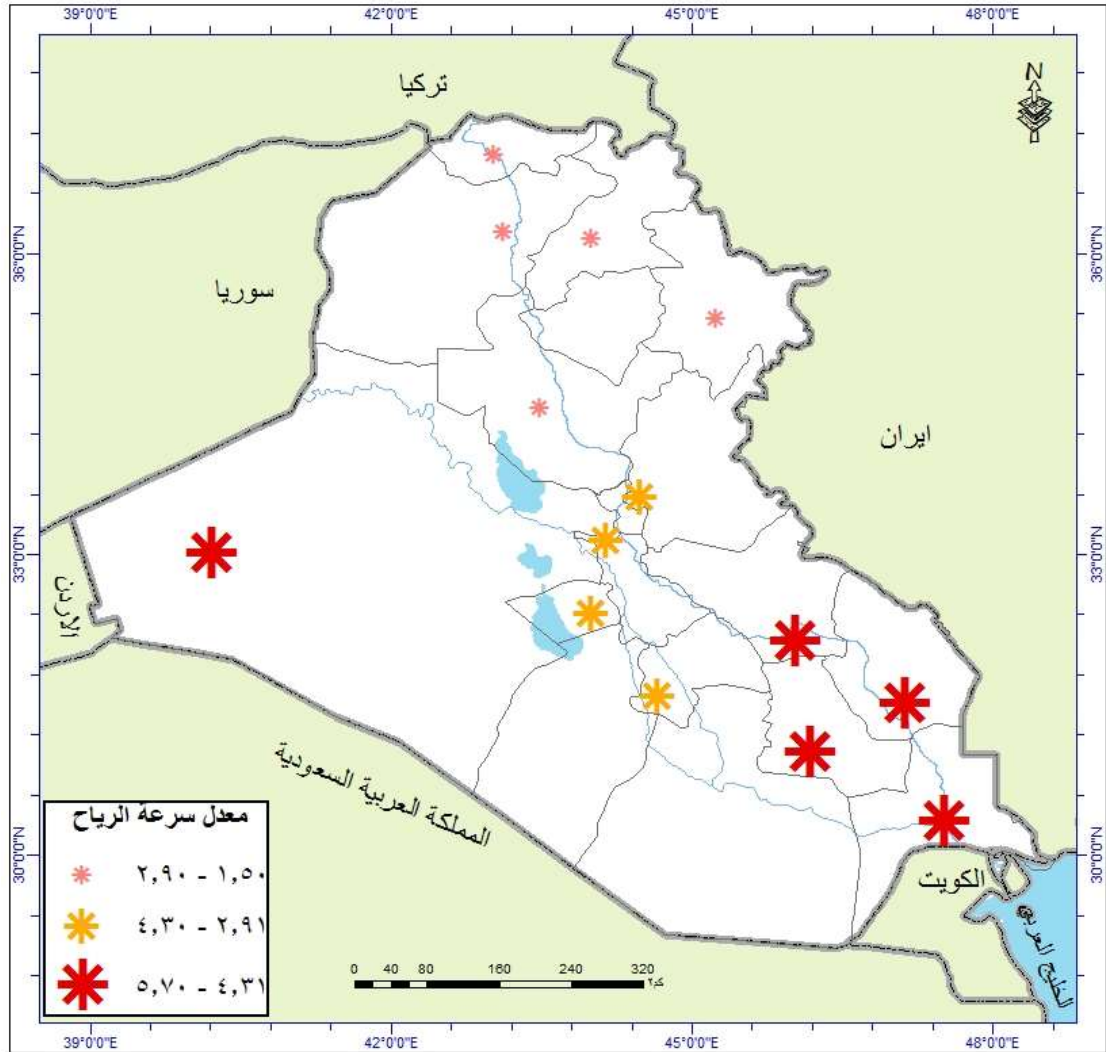 39°0'0"E 42°0'0"E 45°0'0"E 48°0'0"E
N
تركيا
سوريا
ايران
الاردن
المملكة العربية السعودية
الكويت
الخليج العربي
36°0'0"N 36°0'0"N
33°0'0"N 33°0'0"N
30°0'0"N 30°0'0"N
معدل سرعة الرياح
١,٥٠ - ٢,٩٠
٢,٩١ - ٤,٣٠
٤,٣١ - ٥,٧٠
0 20 40 80 160 240 320
كم٢
39°0'0"E 42°0'0"E 45°0'0"E 48°0'0"E